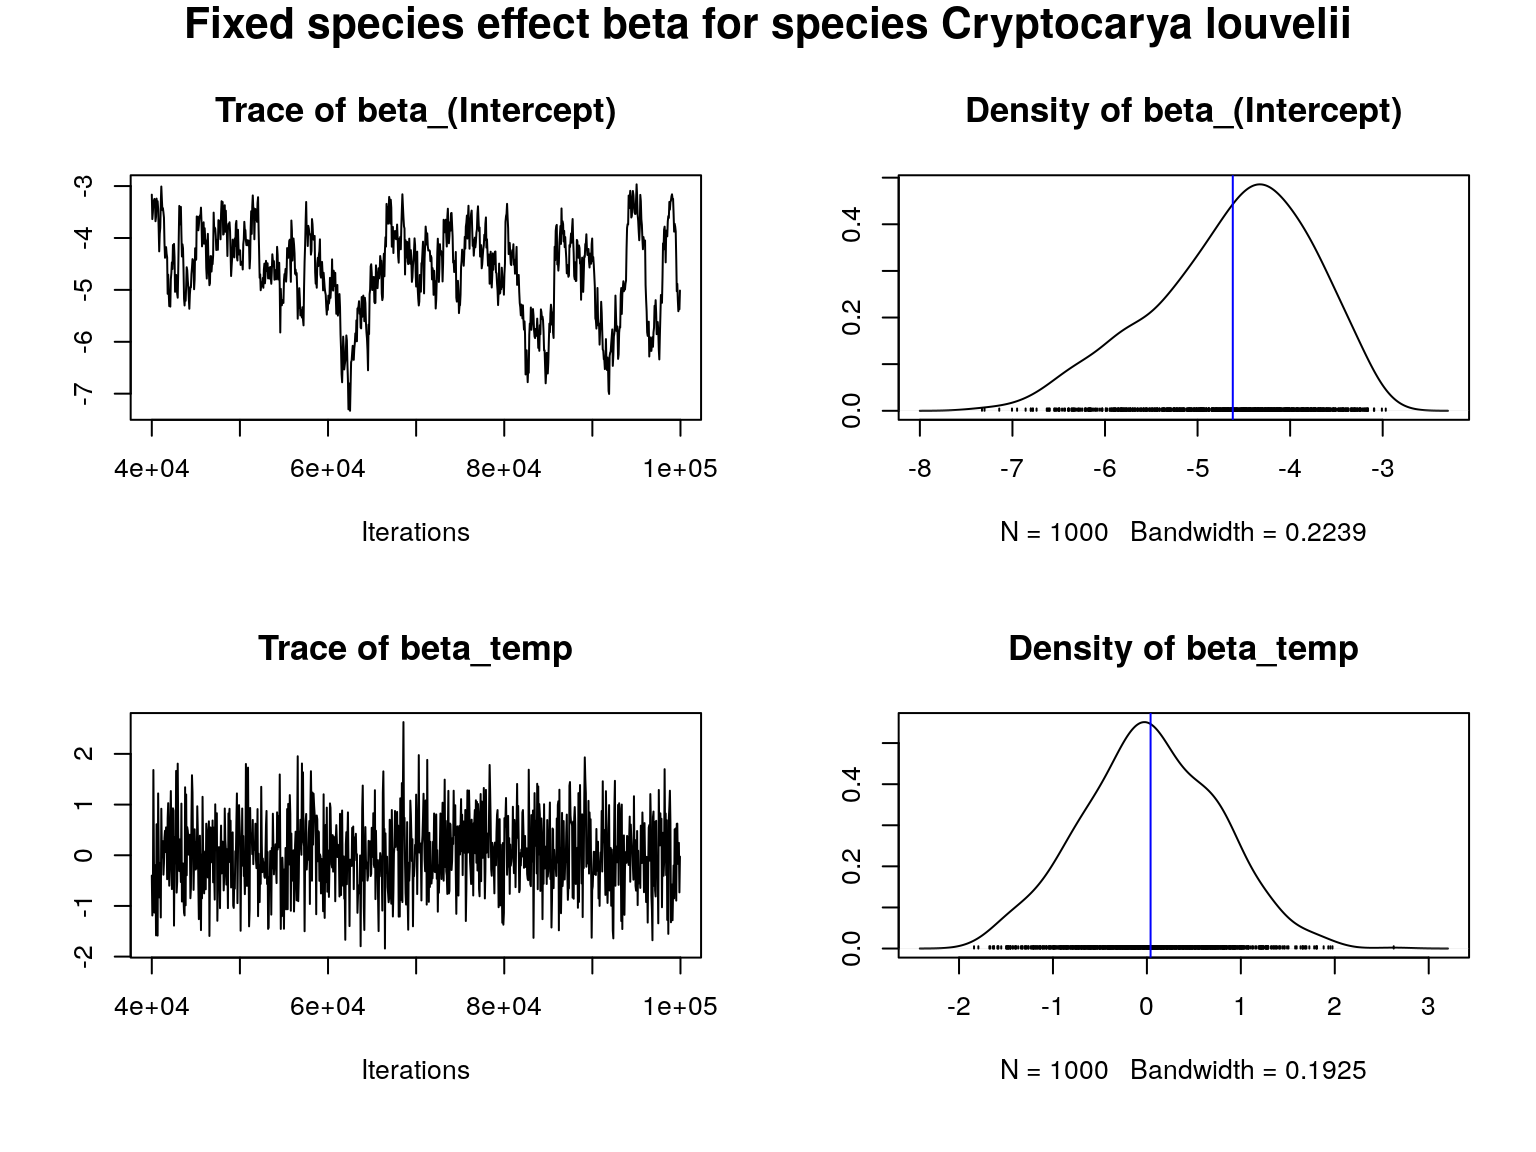 Fixed species effect beta for species Cryptocarya louvelii
Trace of beta_(Intercept)
-3
-4
-5
-6
-7
4e+04 6e+04 8e+04 1e+05
Iterations
Density of beta_(Intercept)
0.4
0.2
0.0
-8 -7 -6 -5 -4 -3
N = 1000 Bandwidth = 0.2239
Trace of beta_temp
2
1
0
-1
-2
4e+04 6e+04 8e+04 1e+05
Iterations
Density of beta_temp
0.4
0.2
0.0
-2 -1 0 1 2 3
N = 1000 Bandwidth = 0.1925